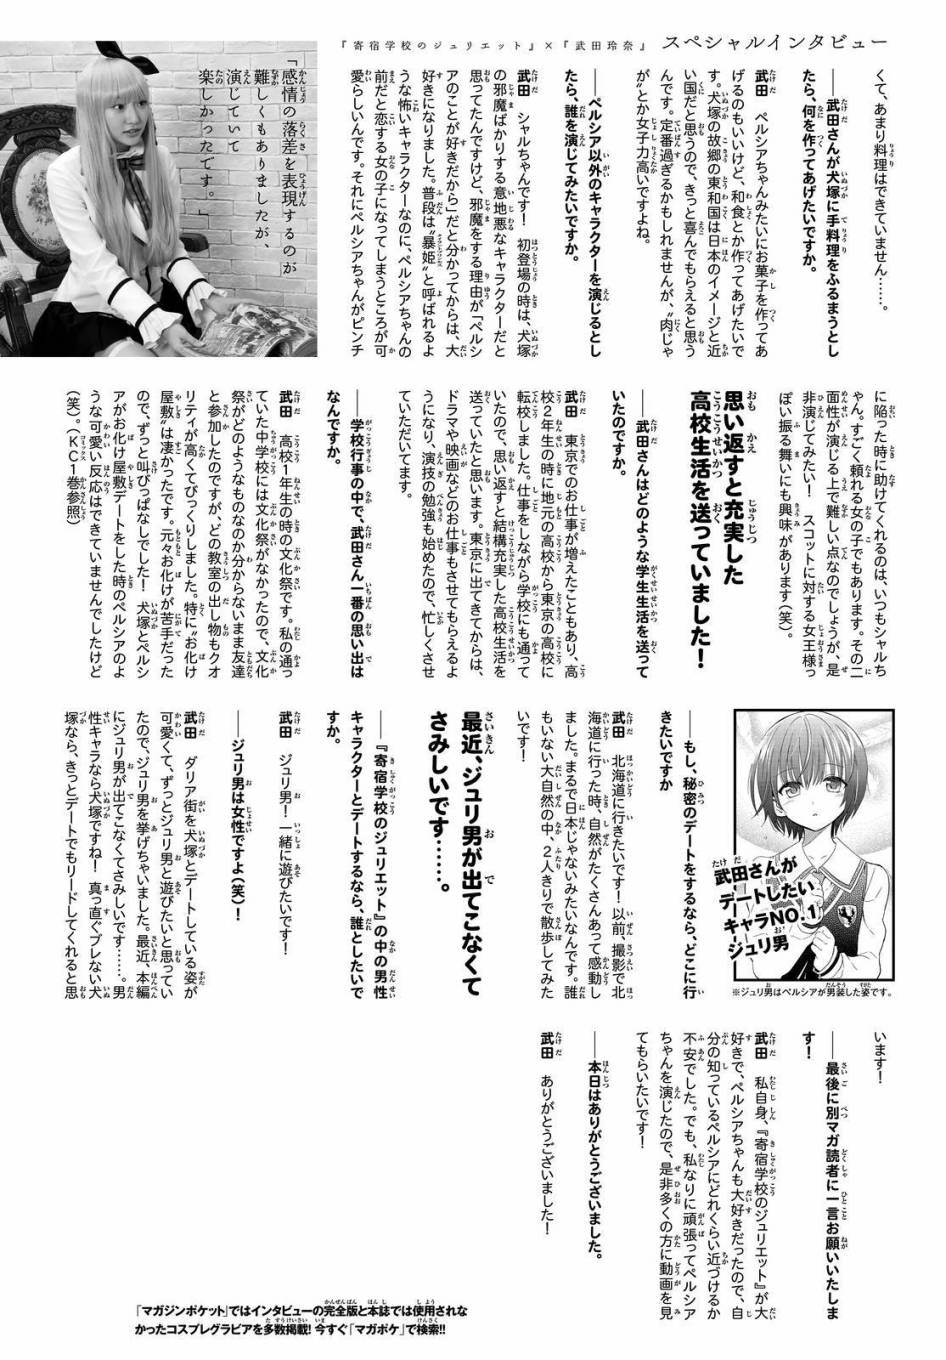 『寄宿学校のジュリエット』×『武田玲奈』 スペシャルインタビュー
くて、あまり料理はできていません……。
――武田さんが犬塚に手料理をふるまうとし
たら、何を作ってあげたいですか。
武田 ペルシアちゃんみたいにお菓子を作ってあ
げるのもいいけど、和食とか作ってあげたいで
す。犬塚の故郷の東和国は日本のイメージと近
い国だと思うので、きっと喜んでもらえると思う
んです。定番過ぎるかもしれませんが、“肉じゃ
が”とか女子力高いですよね。
――ペルシア以外のキャラクターを演じるとし
たら、誰を演じてみたいですか。
武田 シャルちゃんです! 初登場の時は、犬塚
の邪魔ばかりする意地悪なキャラクターだと
思ってたんですけど、邪魔をする理由が「ペルシ
アのことが好きだから」だと分かってからは、大
好きになりました。普段は“暴姫”と呼ばれるよ
うな怖いキャラクターなのに、ペルシアちゃんの
前だと恋する女の子になってしまうところが可
愛らしいんです。それにペルシアちゃんがピンチ
「感情の落差を表現するのが
難しくもありましたが、
演じていて
楽しかったです。」
に陥った時に助けてくれるのは、いつもシャルち
ゃん。すごく頼れる女の子でもあります。その二
面性が演じる上で難しい点なのでしょうが、是
非演じてみたい! スコットに対する女王様っ
ぽい振る舞いにも興味があります(笑)。
思い返すと充実した
高校生活を送っていました!
――武田さんはどのような学生生活を送って
いたのですか。
武田 東京でのお仕事が増えたこともあり、高
校2年生の時に地元の高校から東京の高校に
転校しました。仕事をしながら学校にも通って
いたので、思い返すと結構充実した高校生活を
送っていたと思います。東京に出てきてからは、
ドラマや映画などのお仕事もさせてもらえるよ
うになり、演技の勉強も始めたので、忙しくさせ
ていただいてます。
――学校行事の中で、武田さん一番の思い出は
なんですか。
武田 高校1年生の時の文化祭です。私の通っ
ていた中学校には文化祭がなかったので、文化
祭がどのようなものなのか分からないまま友達
と参加したのですが、どの教室の出し物もクオ
リティが高くてびっくりしました。特に“お化け
屋敷”は凄かったです。元々お化けが苦手だった
ので、ずっと叫びっぱなしでした! 犬塚とペルシ
アがお化け屋敷デートをした時のペルシアのよ
うな可愛い反応はできていませんでしたけど
(笑)。(KC1巻参照)
武田さんが
デートしたい
キャラNO.1
ジュリ男
※ジュリ男はペルシアが男装した姿です。
――もし、秘密のデートをするなら、どこに行
きたいですか
武田 北海道に行きたいです! 以前、撮影で北
海道に行った時、自然がたくさんあって感動し
ました。まるで日本じゃないみたいなんです。誰
もいない大自然の中、2人きりで散歩してみた
いです!
最近、ジュリ男が出てこなくて
さみしいです……。
――『寄宿学校のジュリエット』の中の男性
キャラクターとデートするなら、誰としたいで
すか。
武田 ジュリ男! 一緒に遊びたいです!
――ジュリ男は女性ですよ(笑)!
武田 ダリア街を犬塚とデートしている姿が
可愛くて、ずっとジュリ男と遊びたいと思ってい
たので、ジュリ男を挙げちゃいました。最近、本編
にジュリ男が出てこなくてさみしいです……。男
性キャラなら犬塚ですね! 真っ直ぐブレない犬
塚なら、きっとデートでもリードしてくれると思
います!
――最後に別マガ読者に一言お願いいたしま
す!
武田 私自身、『寄宿学校のジュリエット』が大
好きで、ペルシアちゃんも大好きだったので、自
分の知っているペルシアにどれくらい近づけるか
不安でした。でも、私なりに頑張ってペルシア
ちゃんを演じたので、是非多くの方に動画を見
てもらいたいです!
――本日はありがとうございました。
武田 ありがとうございました!
「マガジンポケット」ではインタビューの完全版と本誌では使用されな
かったコスプレグラビアを多数掲載! 今すぐ「マガポケ」で検索!!